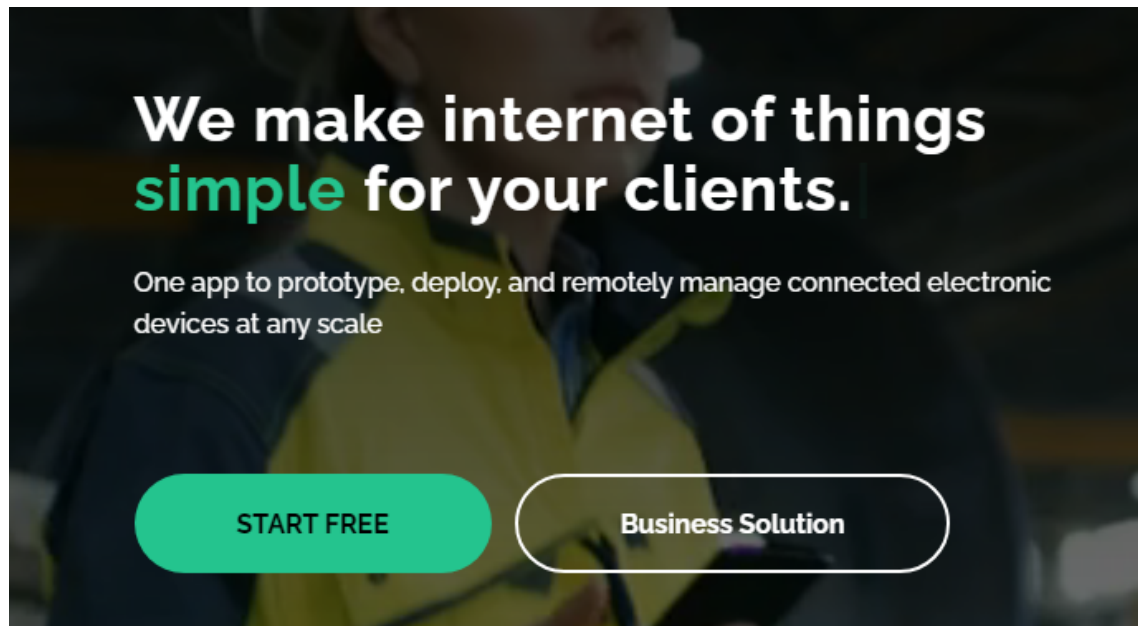 We make internet of things
simple for your clients.
One app to prototype, deploy, and remotely manage connected electronic
devices at any scale
START FREE
Business Solution